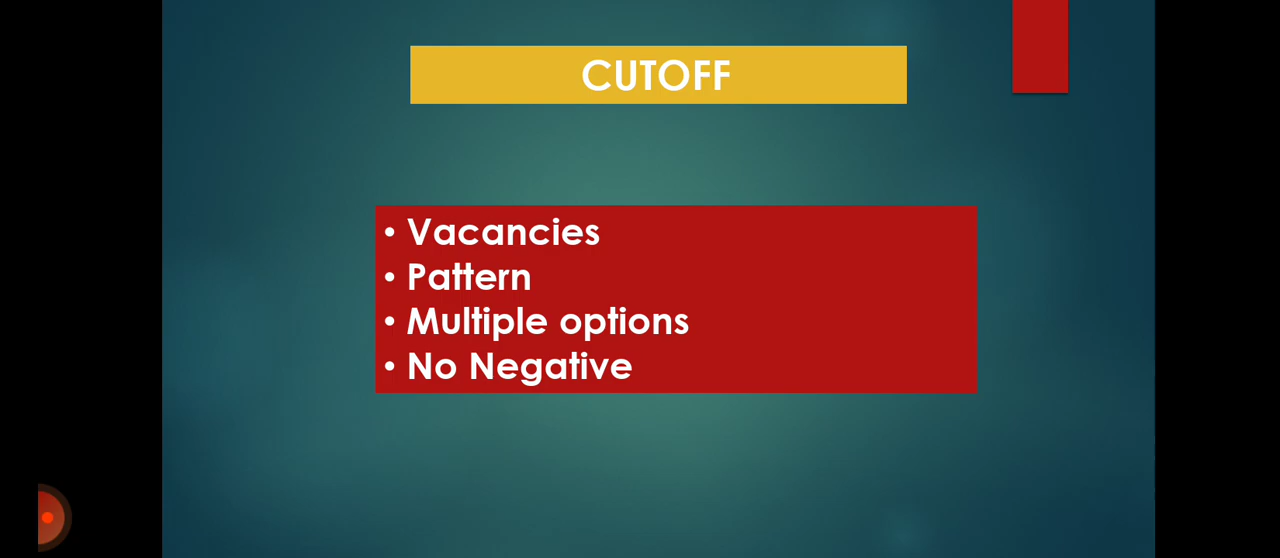 CUTOFF
• Vacancies
• Pattern
• Multiple options
• No Negative